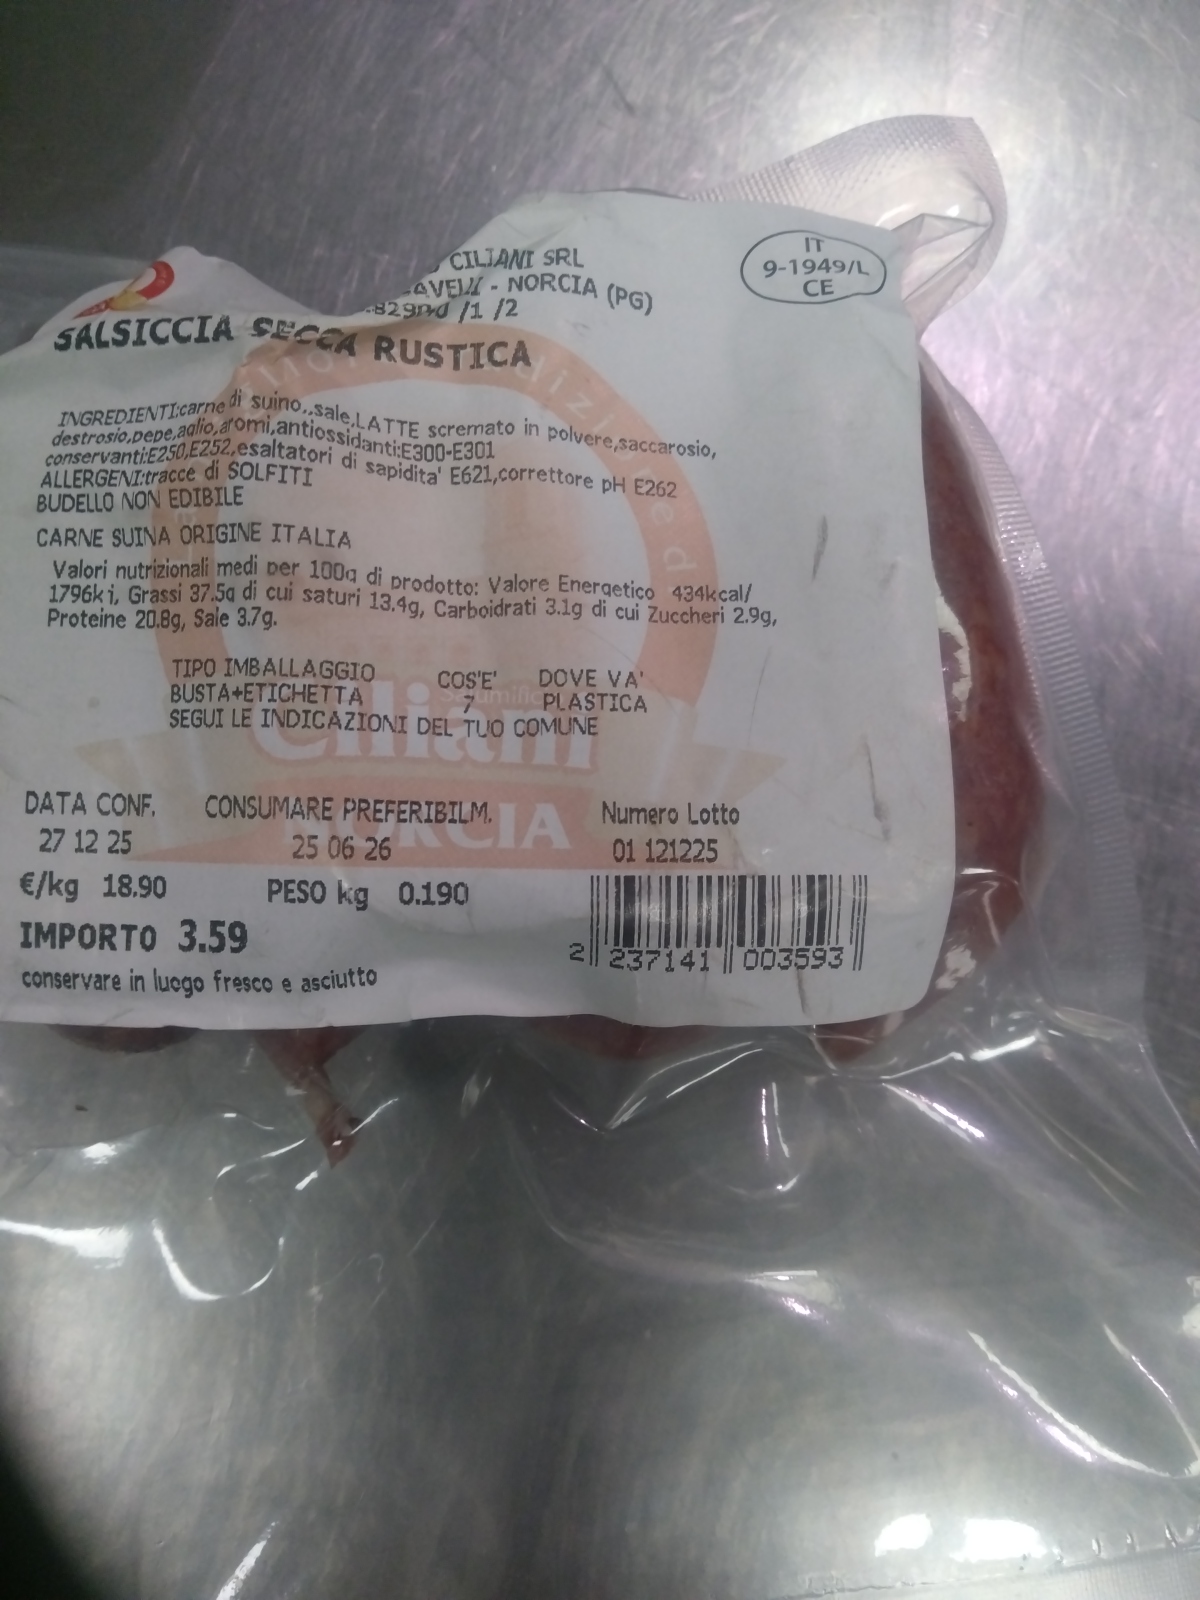 CILIANI SRL
- NORCIA (PG)
/1 /2
IT
9-1949/L
CE
SALSICCIA SECCA RUSTICA
INGREDIENTI:carne di suino.,sale,LATTE scremato in polvere,saccarosio,
destrosio,pepe,aglio,aromi,antiossidanti:E300-E301
conservanti:E250,E252,esaltatori di sapidita' E621,correttore pH E262
ALLERGENI:tracce di SOLFITI
BUDELLO NON EDIBILE
CARNE SUINA ORIGINE ITALIA
Valori nutrizionali medi per 100g di prodotto: Valore Energetico 434kcal/
1796kj, Grassi 37.5g di cui saturi 13.4g, Carboidrati 3.1g di cui Zuccheri 2.9g,
Proteine 20.8g, Sale 3.7g.
TIPO IMBALLAGGIO COS'E' DOVE VA'
BUSTA+ETICHETTA 7 PLASTICA
SEGUI LE INDICAZIONI DEL TUO COMUNE
Salumificio
Ciliani
NORCIA
DATA CONF. CONSUMARE PREFERIBILM. Numero Lotto
27 12 25 25 06 26 01 121225
€/kg 18.90 PESO kg 0.190
IMPORTO 3.59
conservare in luogo fresco e asciutto
2 237141 003593